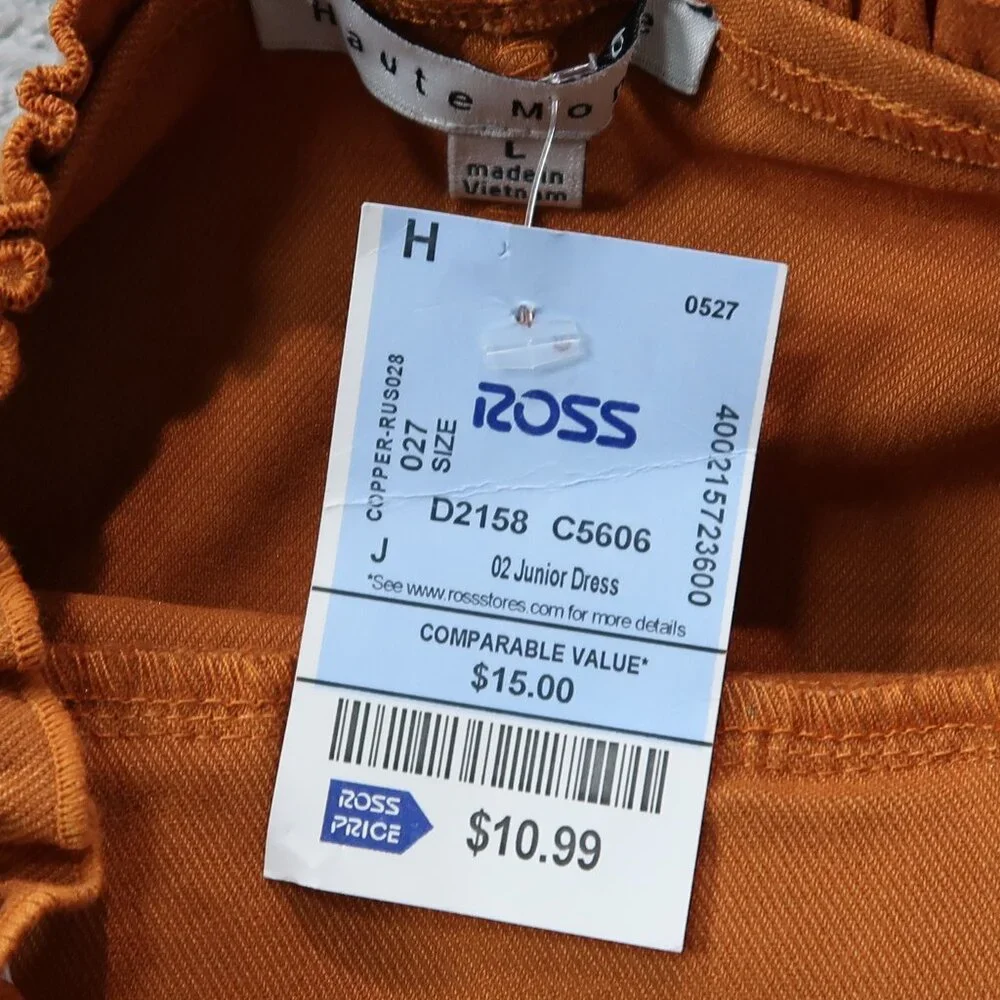 Haute Mo
L
made in
Vietnam
H
0527
COPPER-RUS028
027
SIZE
ROSS
400215723600
D2158 C5606
J
02 Junior Dress
*See www.rossstores.com for more details
COMPARABLE VALUE*
$15.00
ROSS
PRICE
$10.99